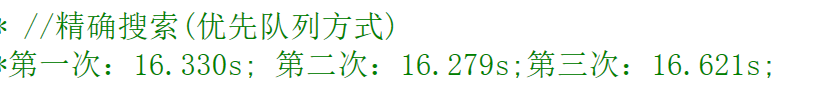 * //精确搜索(优先队列方式)
*第一次：16.330s; 第二次：16.279s;第三次：16.621s;